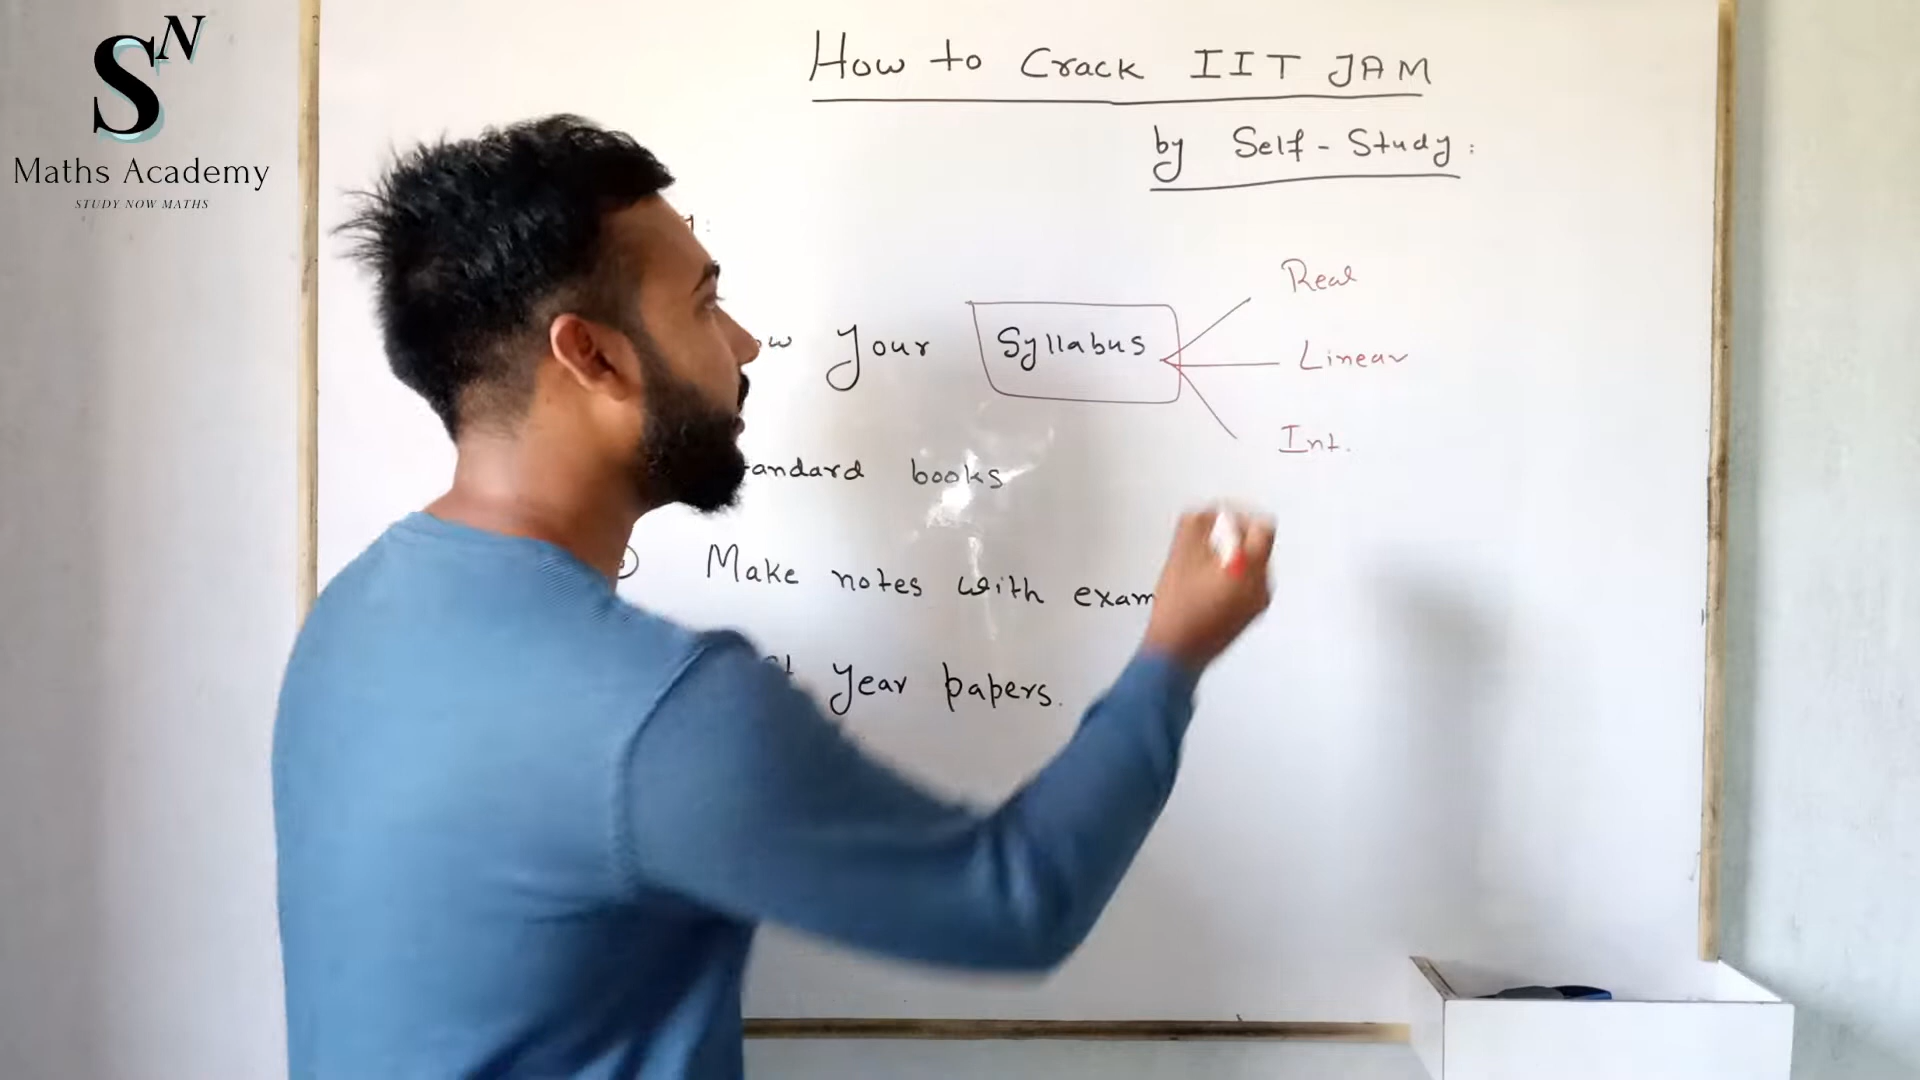 SN
Maths Academy
STUDY NOW MATHS
How to Crack IIT JAM
by Self-Study:
Your Syllabus
Real
Linear
Int.
books
Make notes with
Year papers.